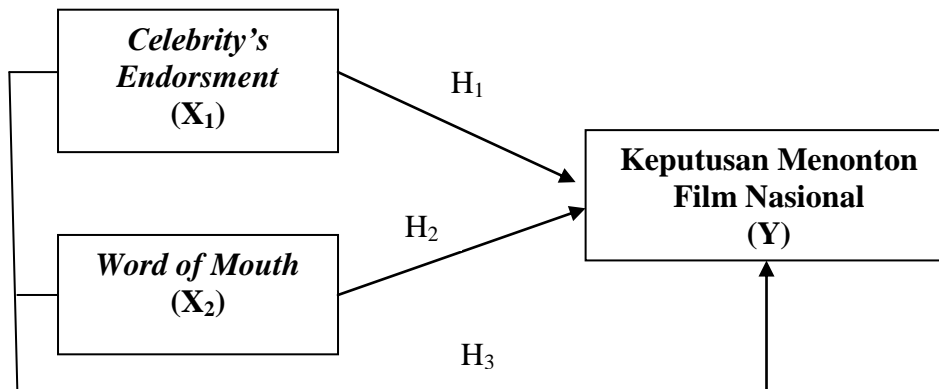 Celebrity’s
Endorsment
(X₁)
H₁
Keputusan Menonton
Film Nasional
(Y)
H₂
Word of Mouth
(X₂)
H₃